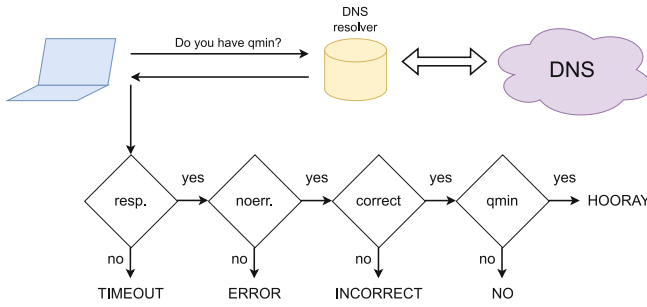 DNS
resolver
Do you have qmin?
DNS
yes
yes
yes
yes
resp.
noerr.
correct
qmin
HOORAY
no
no
no
no
TIMEOUT
ERROR
INCORRECT
NO